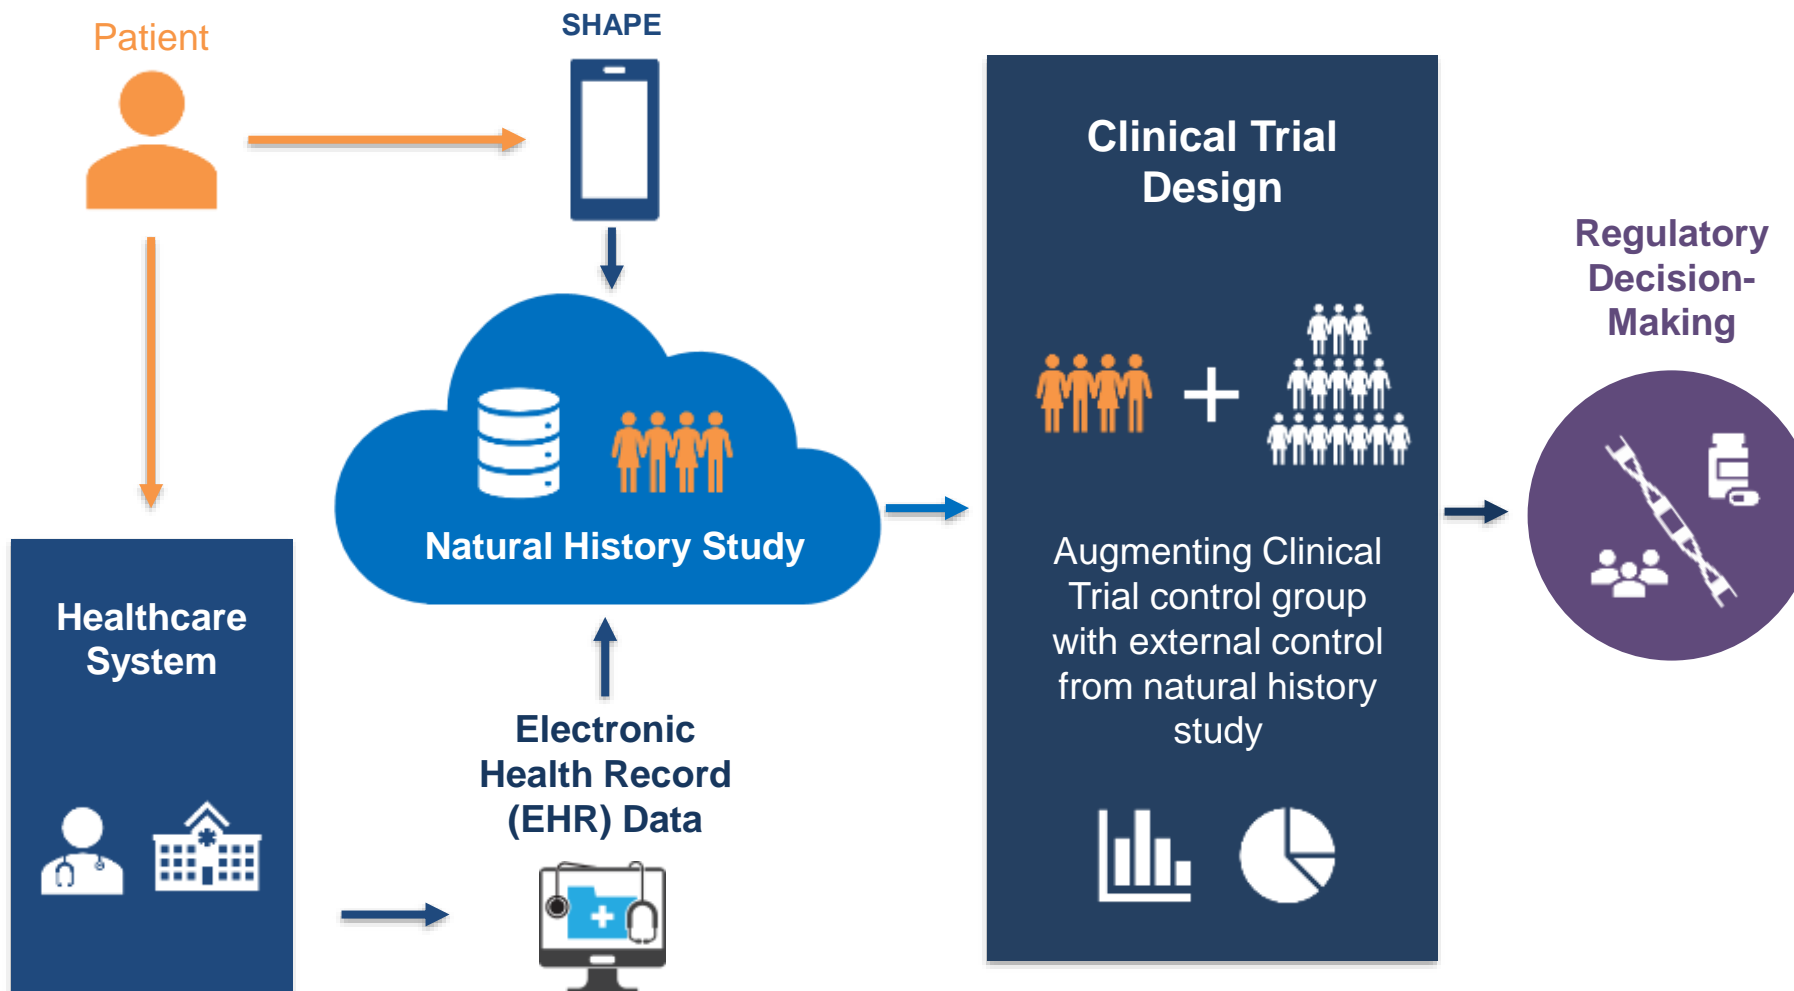 Patient
SHAPE
Clinical Trial
Design
Regulatory
Decision-
Making
Natural History Study
Augmenting Clinical
Trial control group
with external control
from natural history
study
Healthcare
System
Electronic
Health Record
(EHR) Data